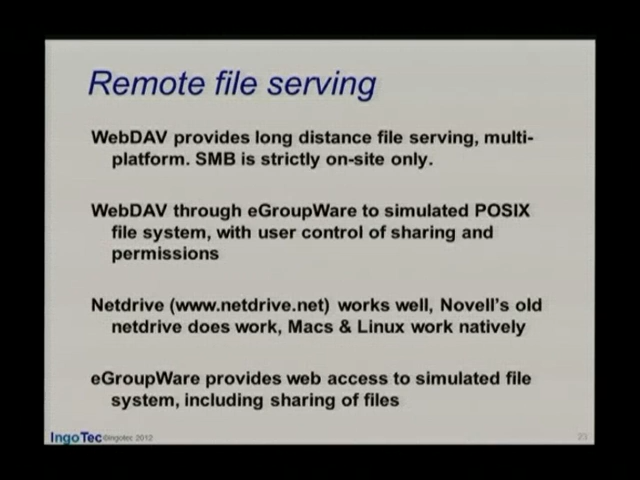 Remote file serving
WebDAV provides long distance file serving, multi-
platform. SMB is strictly on-site only.
WebDAV through eGroupWare to simulated POSIX
file system, with user control of sharing and
permissions
Netdrive (www.netdrive.net) works well, Novell's old
netdrive does work, Macs & Linux work natively
eGroupWare provides web access to simulated file
system, including sharing of files
IngoTec ©ingotec 2012
23